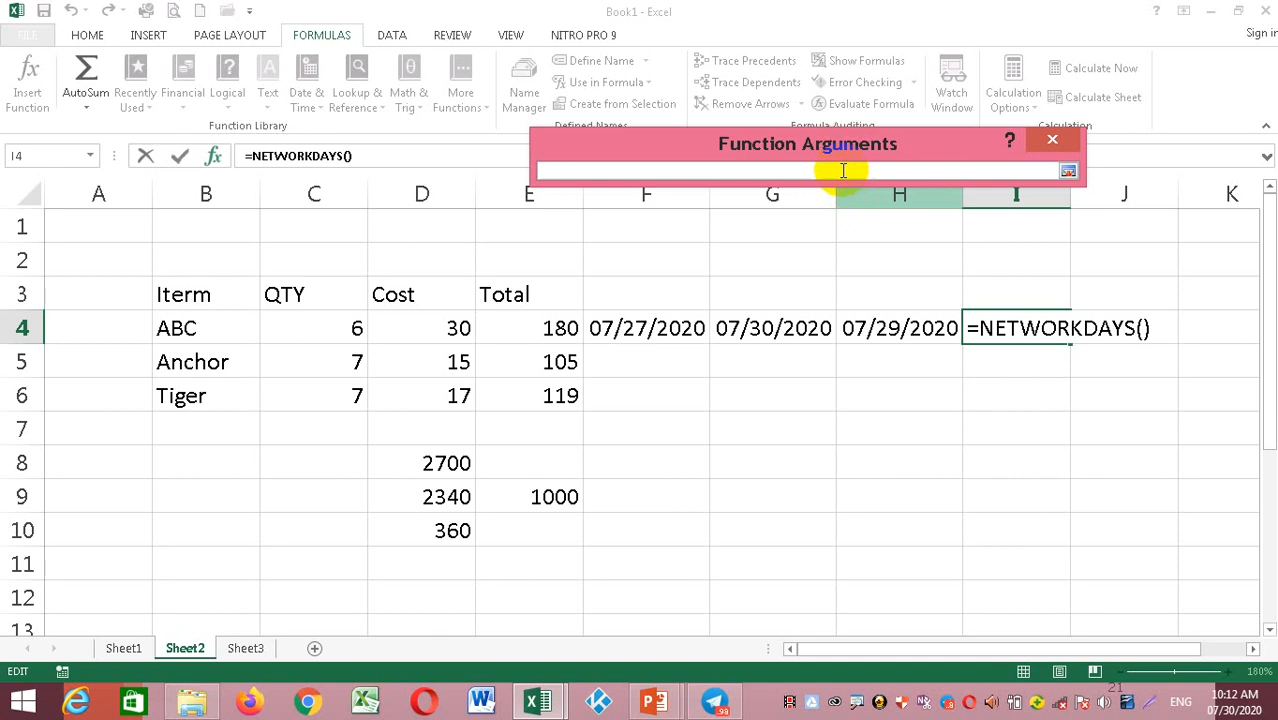 Book1 - Excel
FILE HOME INSERT PAGE LAYOUT FORMULAS DATA REVIEW VIEW NITRO PRO 9 Sign in
Insert Function
AutoSum
Recently Used
Financial
Logical
Text
Date & Time
Lookup & Reference
Math & Trig
More Functions
Function Library
Name Manager
Define Name
Use in Formula
Create from Selection
Defined Names
Trace Precedents
Trace Dependents
Remove Arrows
Show Formulas
Error Checking
Evaluate Formula
Formula Auditing
Watch Window
Calculation Options
Calculate Now
Calculate Sheet
Calculation
Function Arguments ?
I4 fx =NETWORKDAYS()
A B C D E F G H I J K
1
2
3 Iterm QTY Cost Total
4 ABC 6 30 180 07/27/2020 07/30/2020 07/29/2020 =NETWORKDAYS()
5 Anchor 7 15 105
6 Tiger 7 17 119
7
8 2700
9 2340 1000
10 360
11
12
13
Sheet1 Sheet2 Sheet3
EDIT 180%
21
98
ENG
10:12 AM
07/30/2020